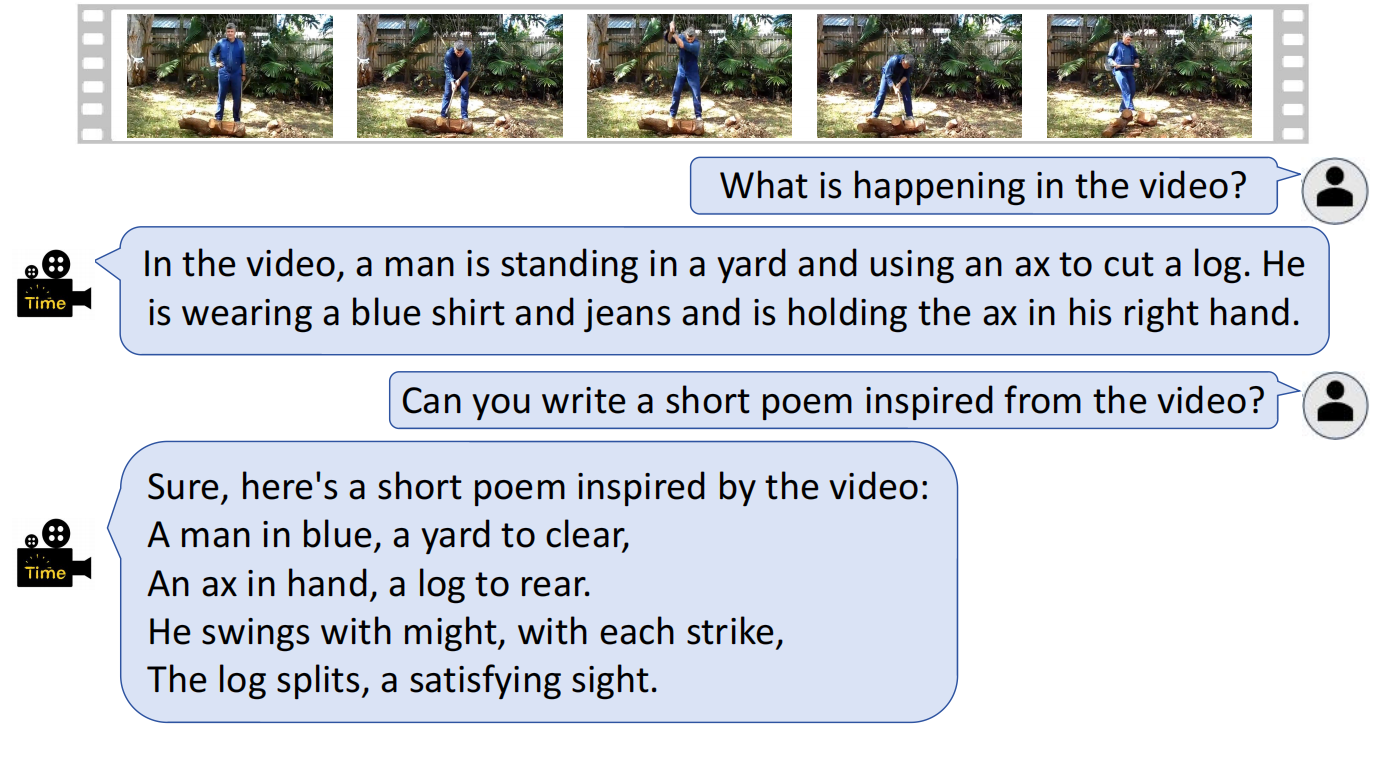 What is happening in the video?
Time
In the video, a man is standing in a yard and using an ax to cut a log. He
is wearing a blue shirt and jeans and is holding the ax in his right hand.
Can you write a short poem inspired from the video?
Time
Sure, here's a short poem inspired by the video:
A man in blue, a yard to clear,
An ax in hand, a log to rear.
He swings with might, with each strike,
The log splits, a satisfying sight.